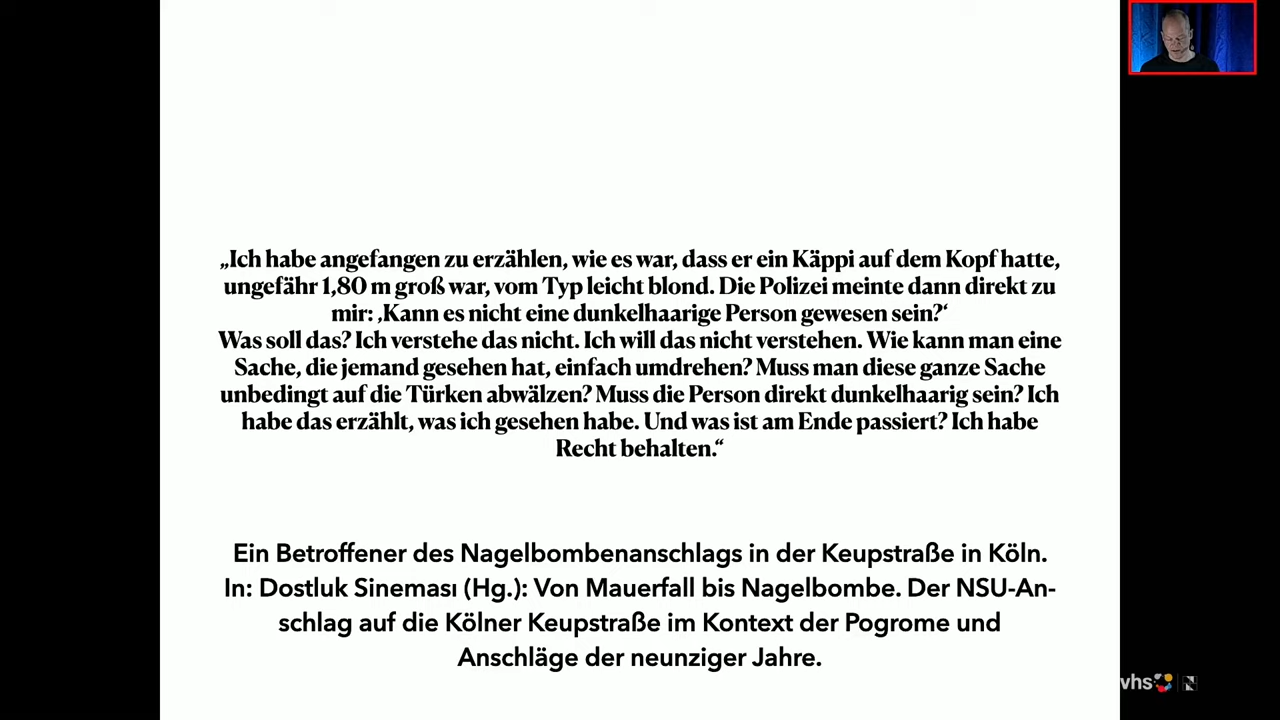 „Ich habe angefangen zu erzählen, wie es war, dass er ein Käppi auf dem Kopf hatte,
ungefähr 1,80 m groß war, vom Typ leicht blond. Die Polizei meinte dann direkt zu
mir: ‚Kann es nicht eine dunkelhaarige Person gewesen sein?‘
Was soll das? Ich verstehe das nicht. Ich will das nicht verstehen. Wie kann man eine
Sache, die jemand gesehen hat, einfach umdrehen? Muss man diese ganze Sache
unbedingt auf die Türken abwälzen? Muss die Person direkt dunkelhaarig sein? Ich
habe das erzählt, was ich gesehen habe. Und was ist am Ende passiert? Ich habe
Recht behalten.“
Ein Betroffener des Nagelbombenanschlags in der Keupstraße in Köln.
In: Dostluk Sineması (Hg.): Von Mauerfall bis Nagelbombe. Der NSU-An-
schlag auf die Kölner Keupstraße im Kontext der Pogrome und
Anschläge der neunziger Jahre.
vhs